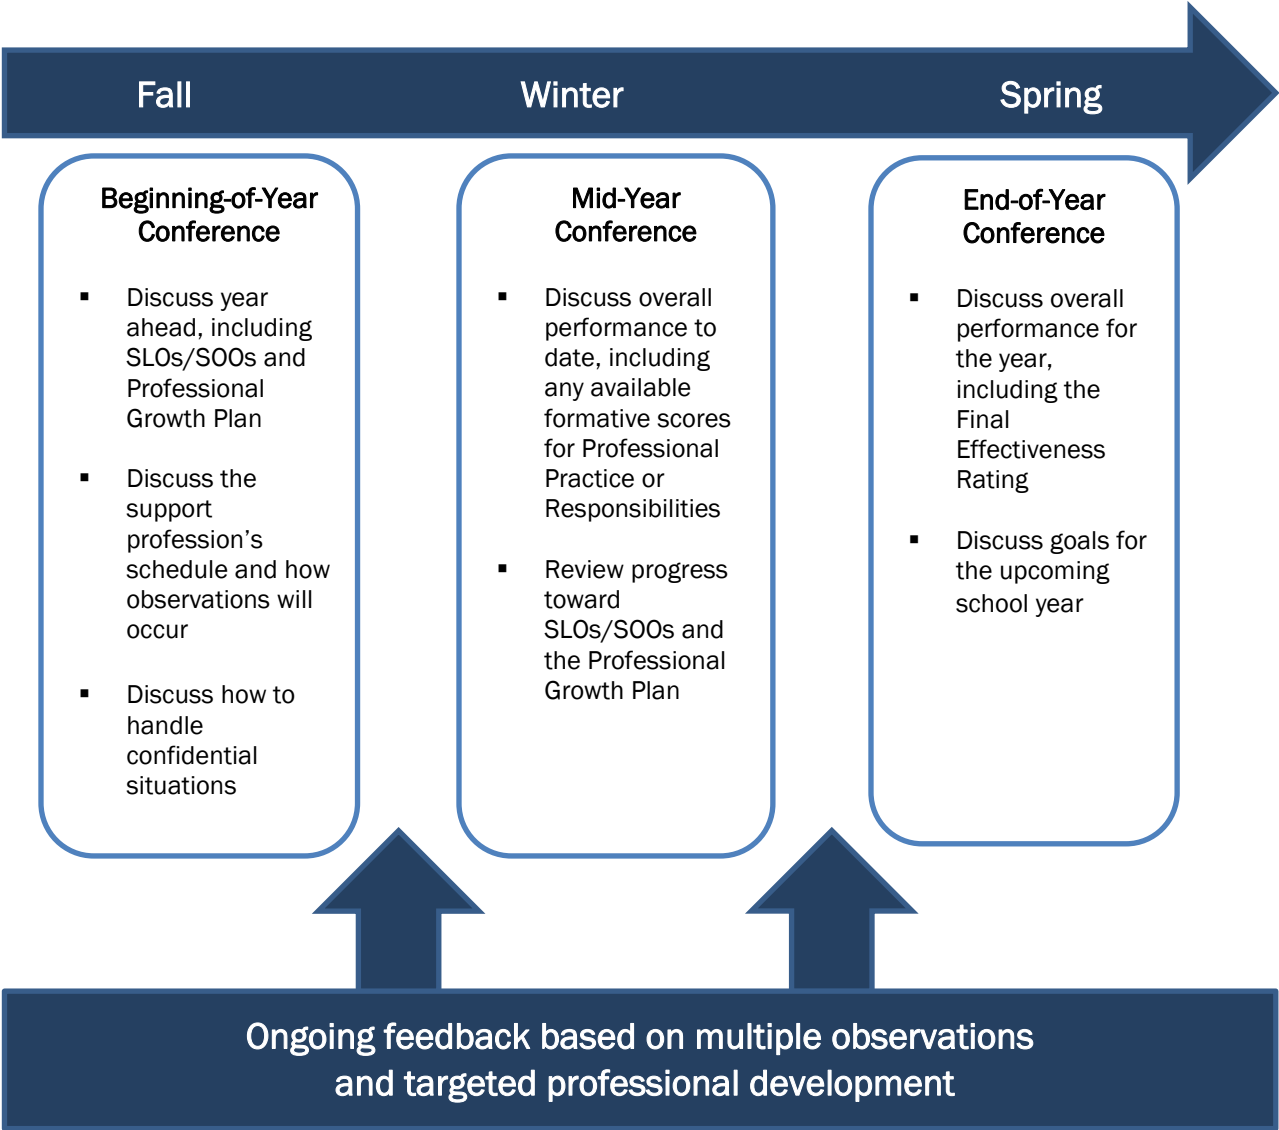 Fall
Winter
Spring
Beginning-of-Year
Conference
▪ Discuss year
ahead, including
SLOs/SOOs and
Professional
Growth Plan
▪ Discuss the
support
profession’s
schedule and how
observations will
occur
▪ Discuss how to
handle
confidential
situations
Mid-Year
Conference
▪ Discuss overall
performance to
date, including
any available
formative scores
for Professional
Practice or
Responsibilities
▪ Review progress
toward
SLOs/SOOs and
the Professional
Growth Plan
End-of-Year
Conference
▪ Discuss overall
performance for
the year,
including the
Final
Effectiveness
Rating
▪ Discuss goals for
the upcoming
school year
Ongoing feedback based on multiple observations
and targeted professional development